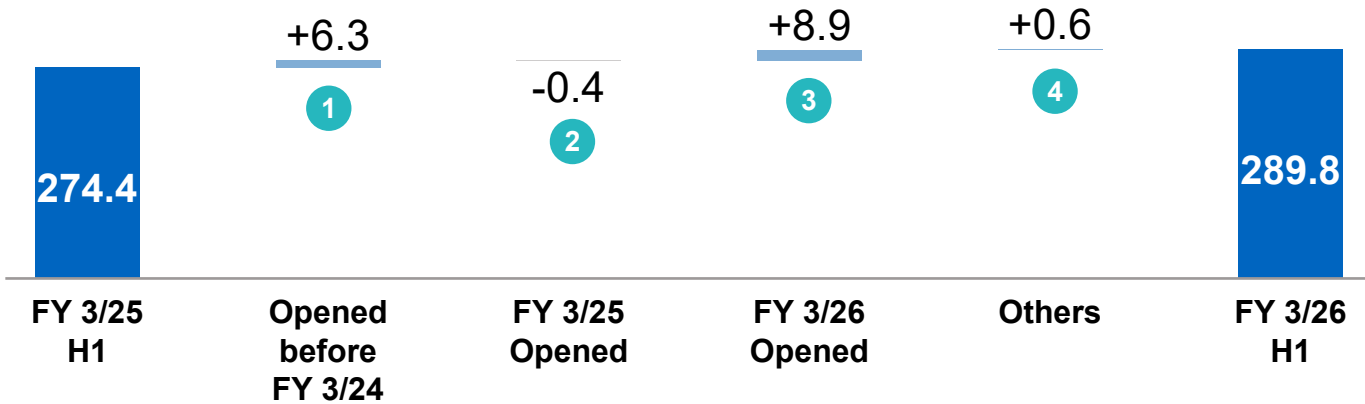 +6.3
+8.9
+0.6
-0.4
1
2
3
4
274.4
289.8
FY 3/25
H1
Opened
before
FY 3/24
FY 3/25
Opened
FY 3/26
Opened
Others
FY 3/26
H1